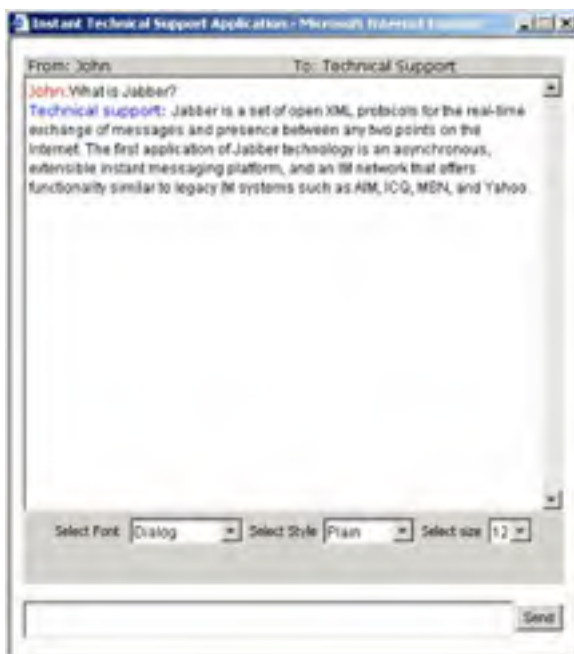 Instant Technical Support Application - Microsoft Internet Explorer
From: John To: Technical Support
John:What is Jabber?
Technical support: Jabber is a set of open XML protocols for the real-time
exchange of messages and presence between any two points on the
Internet. The first application of Jabber technology is an asynchronous,
extensible instant messaging platform, and an IM network that offers
functionality similar to legacy IM systems such as AIM, ICQ, MSN, and Yahoo.
Select Font Dialog Select Style Plain Select size 12
Send